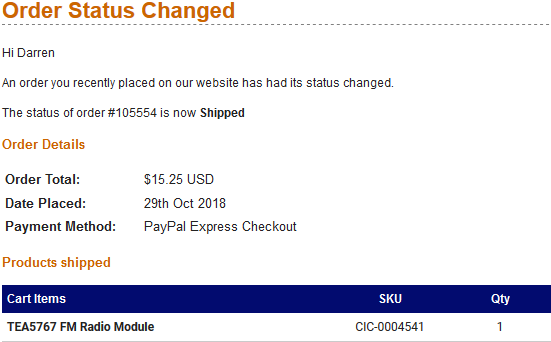 Order Status Changed
Hi Darren
An order you recently placed on our website has had its status changed.
The status of order #105554 is now Shipped
Order Details
Order Total: $15.25 USD
Date Placed: 29th Oct 2018
Payment Method: PayPal Express Checkout
Products shipped
Cart Items SKU Qty
TEA5767 FM Radio Module CIC-0004541 1